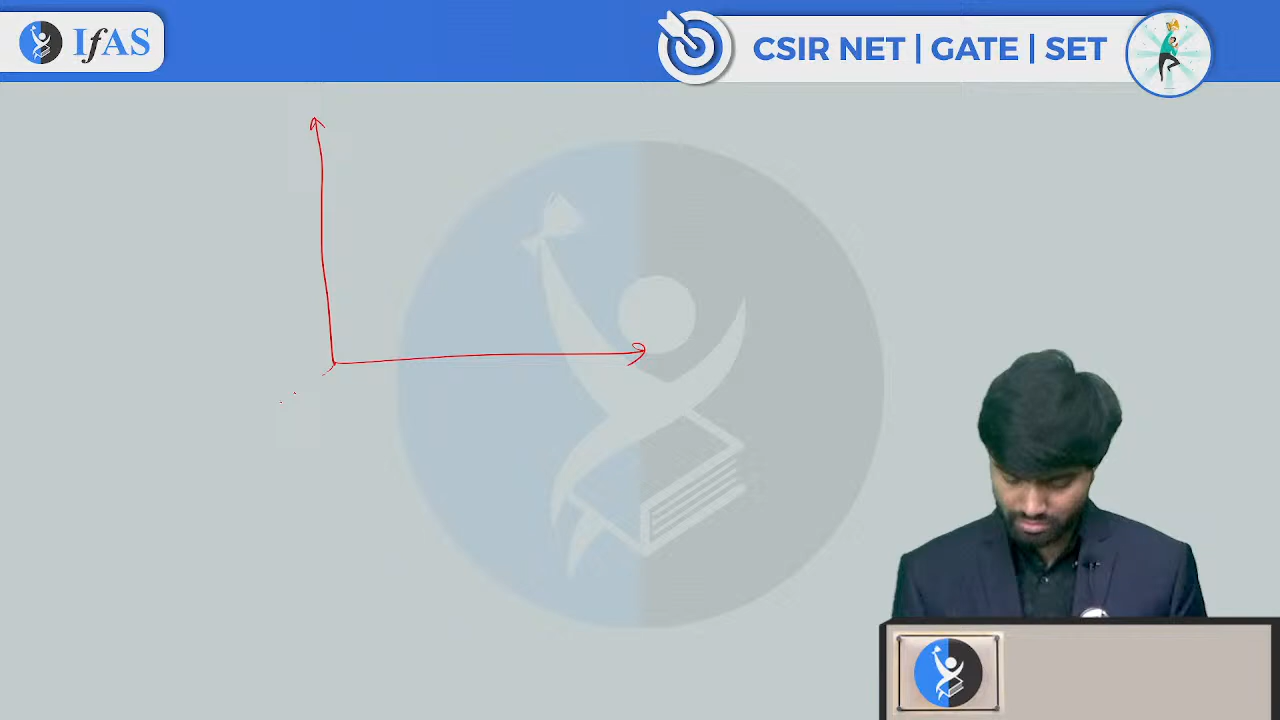 IfAS
CSIR NET | GATE | SET